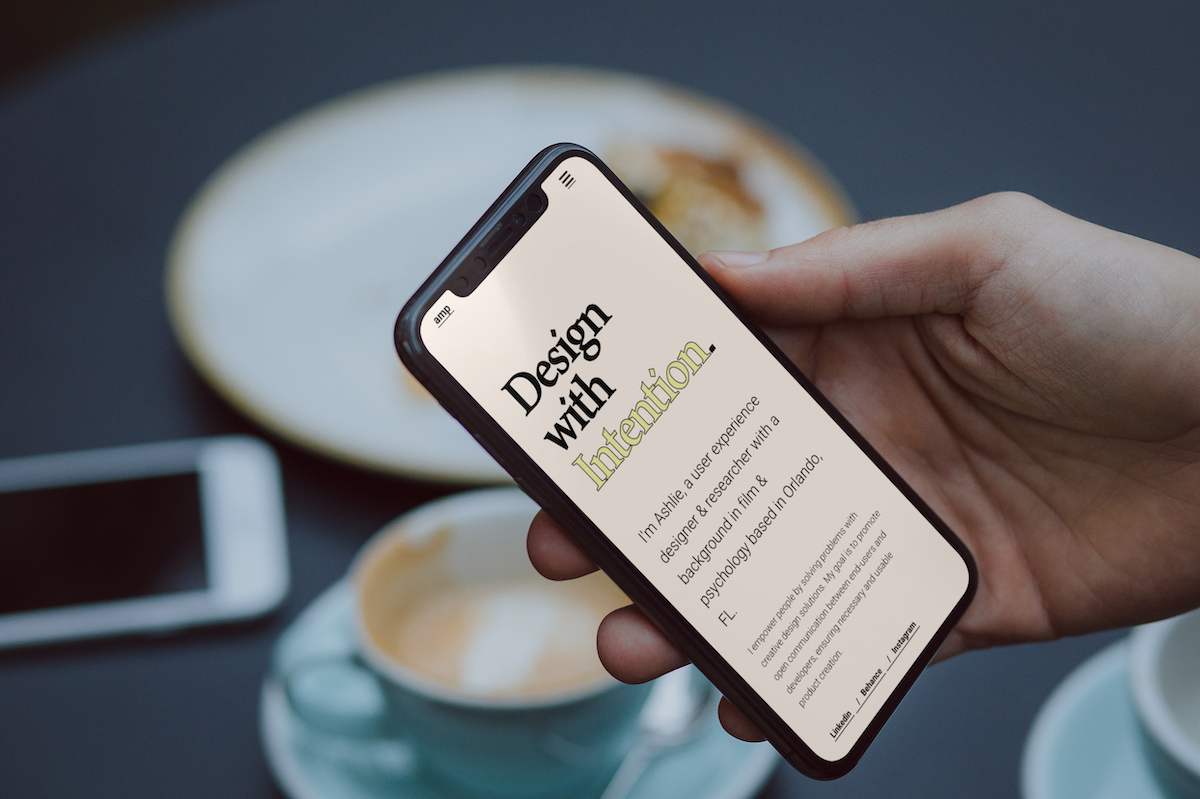 amp
Design
with
Intention.
I'm Ashlie, a user experience
designer & researcher with a
background in film &
psychology based in Orlando,
FL.
I empower people by solving problems with
creative design solutions. My goal is to promote
open communication between end-users and
developers, ensuring necessary and usable
product creation.
Linkedin / Behance / Instagram